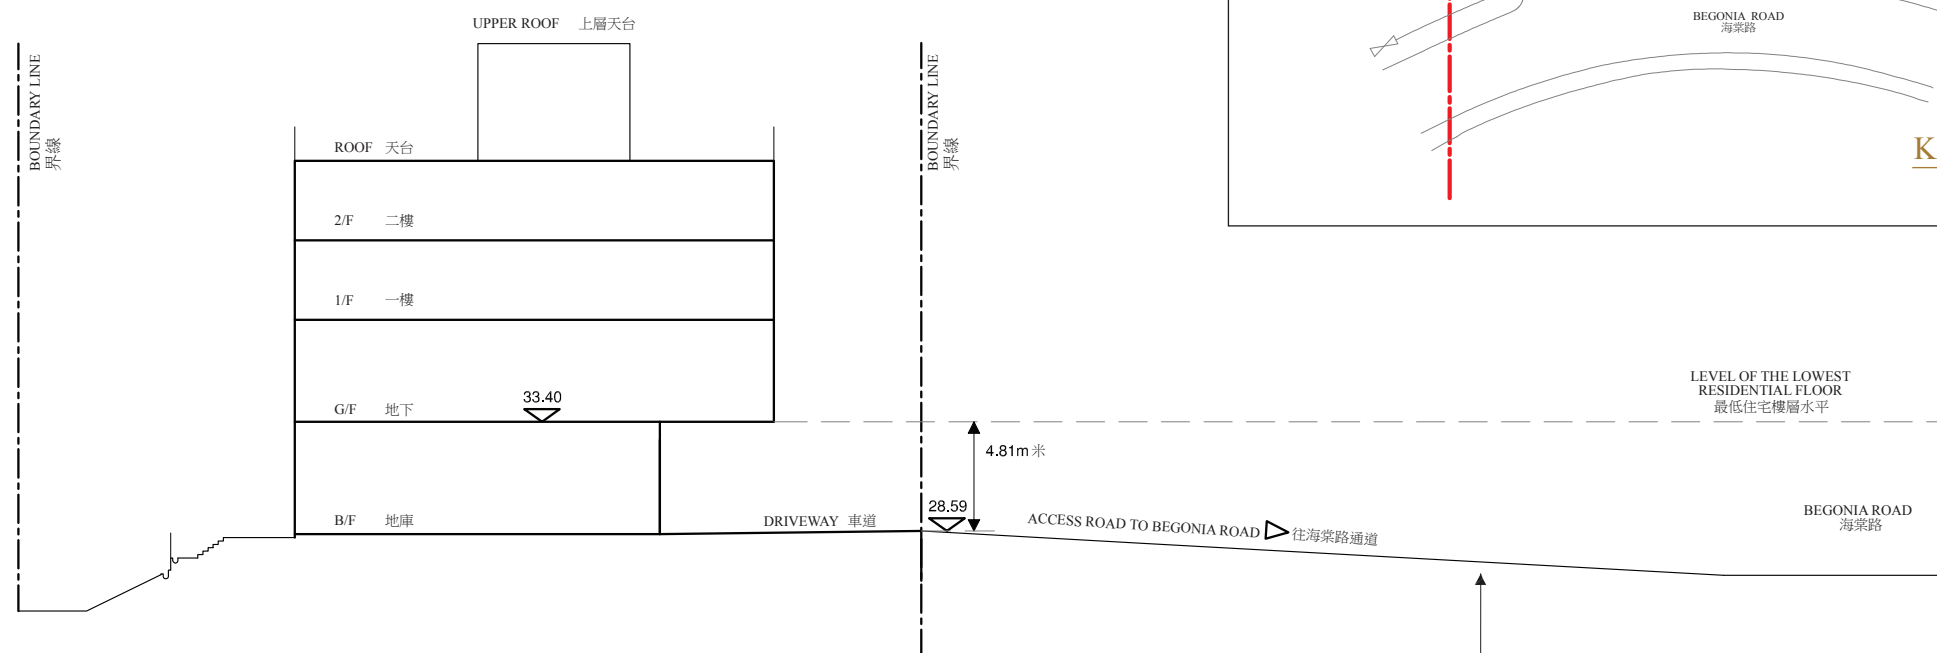 UPPER ROOF 上層天台
BEGONIA ROAD
海棠路
BOUNDARY LINE
界線
BOUNDARY LINE
界線
K
ROOF 天台
2/F 二樓
1/F 一樓
LEVEL OF THE LOWEST
RESIDENTIAL FLOOR
最低住宅樓層水平
33.40
G/F 地下
4.81m 米
28.59
B/F 地庫
DRIVEWAY 車道
ACCESS ROAD TO BEGONIA ROAD 往海棠路通道
BEGONIA ROAD
海棠路